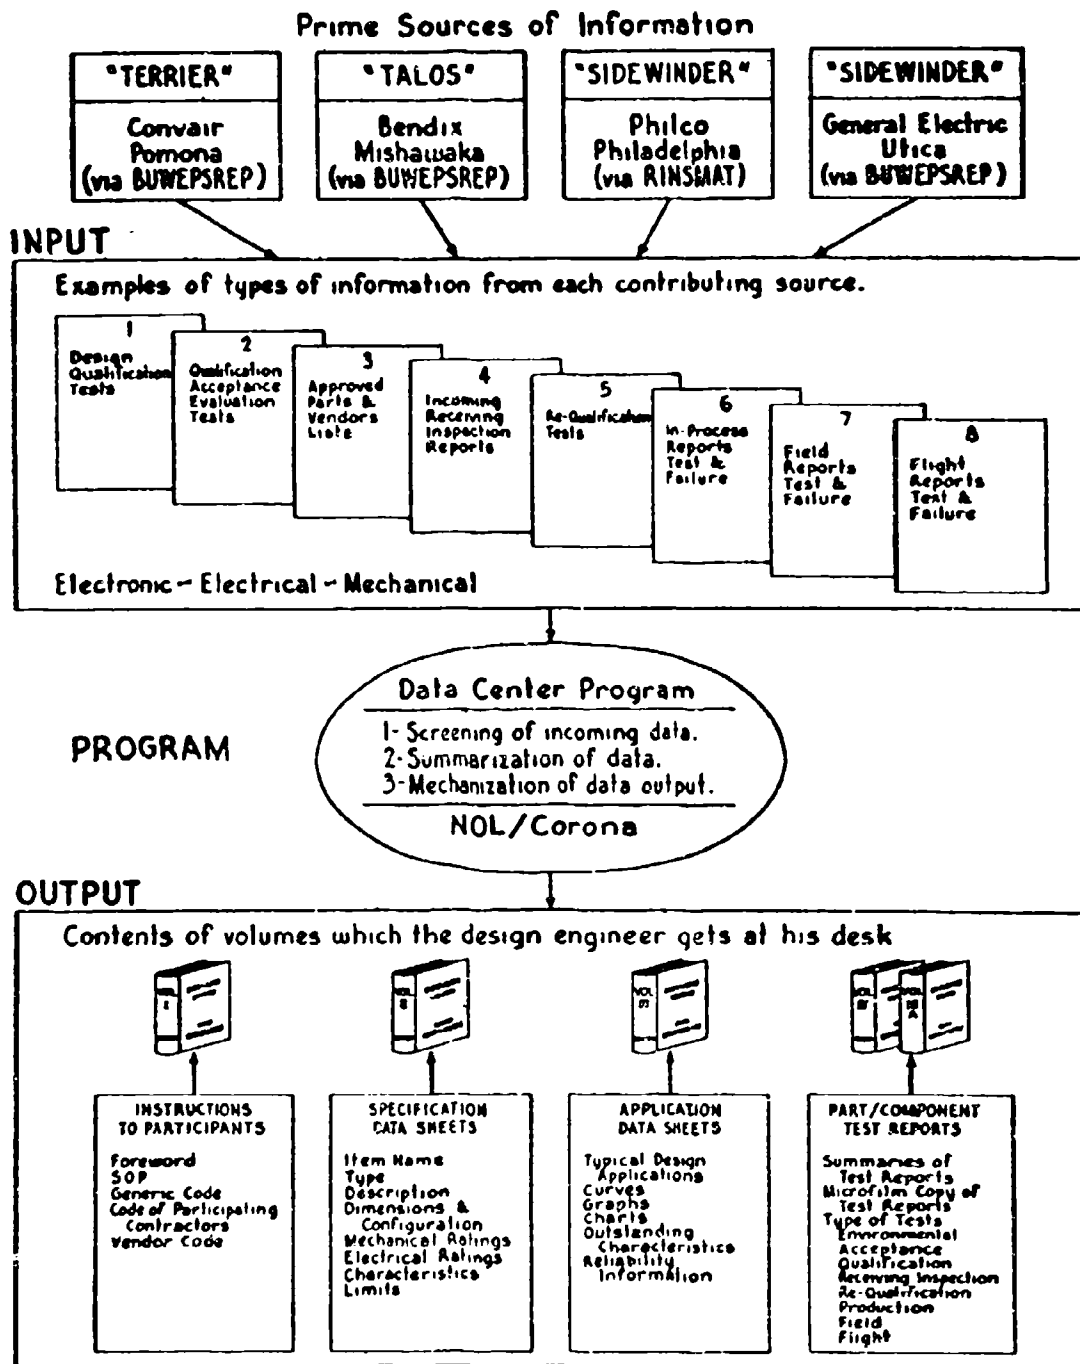 Prime Sources of Information
"TERRIER"
Convair
Pomona
(via BUWEPSREP)
"TALOS"
Bendix
Mishawaka
(via BUWEPSREP)
"SIDEWINDER"
Philco
Philadelphia
(via RINSMAT)
"SIDEWINDER"
General Electric
Utica
(via BUWEPSREP)
INPUT
Examples of types of information from each contributing source.
1
Design
Qualification
Tests
2
Qualification
Acceptance
Evaluation
Tests
3
Approved
Parts &
Vendors
Lists
4
Incoming
Receiving
Inspection
Reports
5
Re-Qualification
Tests
6
In-Process
Reports
Test &
Failure
7
Field
Reports
Test &
Failure
8
Flight
Reports
Test &
Failure
Electronic - Electrical - Mechanical
PROGRAM
Data Center Program
1- Screening of incoming data.
2- Summarization of data.
3- Mechanization of data output.
NOL/Corona
OUTPUT
Contents of volumes which the design engineer gets at his desk
VOL
I
VOL
II
VOL
III
VOL
IV
VOL
A
INSTRUCTIONS
TO PARTICIPANTS
Foreword
SOP
Generic Code
Code of Participating
Contractors
Vendor Code
SPECIFICATION
DATA SHEETS
Item Name
Type
Description
Dimensions &
Configuration
Mechanical Ratings
Electrical Ratings
Characteristics
Limits
APPLICATION
DATA SHEETS
Typical Design
Applications
Curves
Graphs
Charts
Outstanding
Characteristics
Reliability
Information
PART/COMPONENT
TEST REPORTS
Summaries of
Test Reports
Microfilm Copy of
Test Reports
Type of Tests
Environmental
Acceptance
Qualification
Receiving Inspection
Re-Qualification
Production
Field
Flight